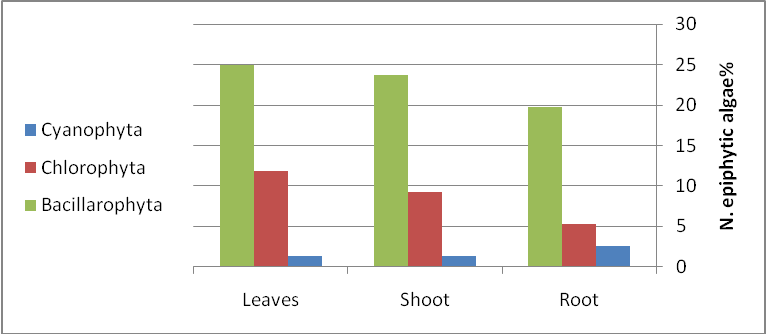 Cyanophyta
Chlorophyta
Bacillarophyta
30
25
20
15
10
5
0
N. epiphytic algae%
Leaves Shoot Root